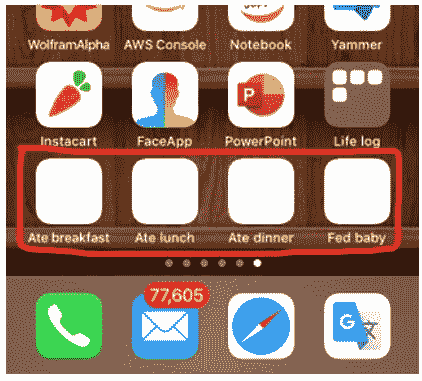 WolframAlpha AWS Console Notebook Yammer
P
Instacart FaceApp PowerPoint Life log
Ate breakfast Ate lunch Ate dinner Fed baby
77,605
G